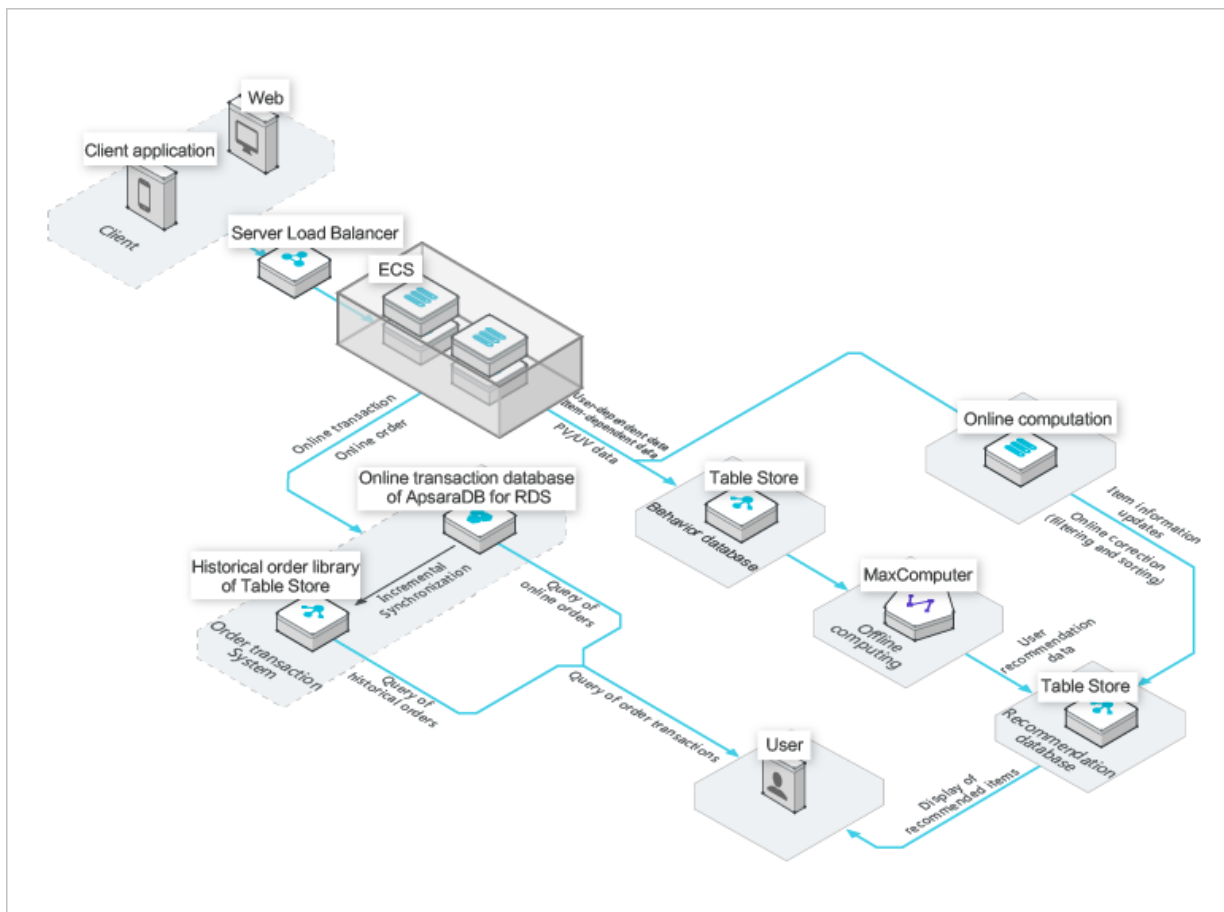 Web
Client application
Client
Server Load Balancer
ECS
Online transaction
Online order
User-dependent data
Item-dependent data
PV/UV data
Online computation
Online transaction database
of ApsaraDB for RDS
Table Store
Behavior database
Item information
updates
Online correction
(filtering and sorting)
Historical order library
of Table Store
Incremental
Synchronization
Query of
online orders
MaxComputer
Offline
computing
Order transaction
System
Query of
historical orders
Query of order transactions
User
recommendation
data
Table Store
Recommendation
database
User
Display of
recommended items